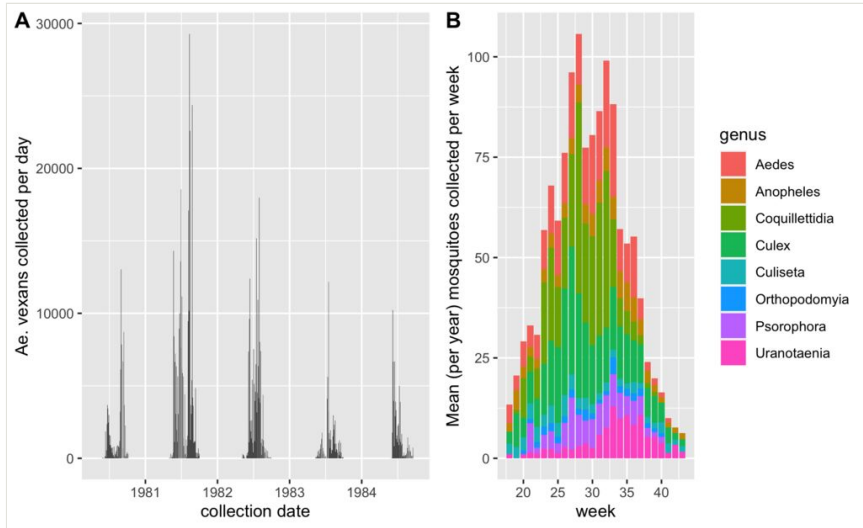 A
Ae. vexans collected per day
30000
20000
10000
0
1981
1982
1983
1984
collection date
B
Mean (per year) mosquitoes collected per week
100
75
50
25
0
20
25
30
35
40
week
genus
Aedes
Anopheles
Coquillettidia
Culex
Culiseta
Orthopodomyia
Psorophora
Uranotaenia